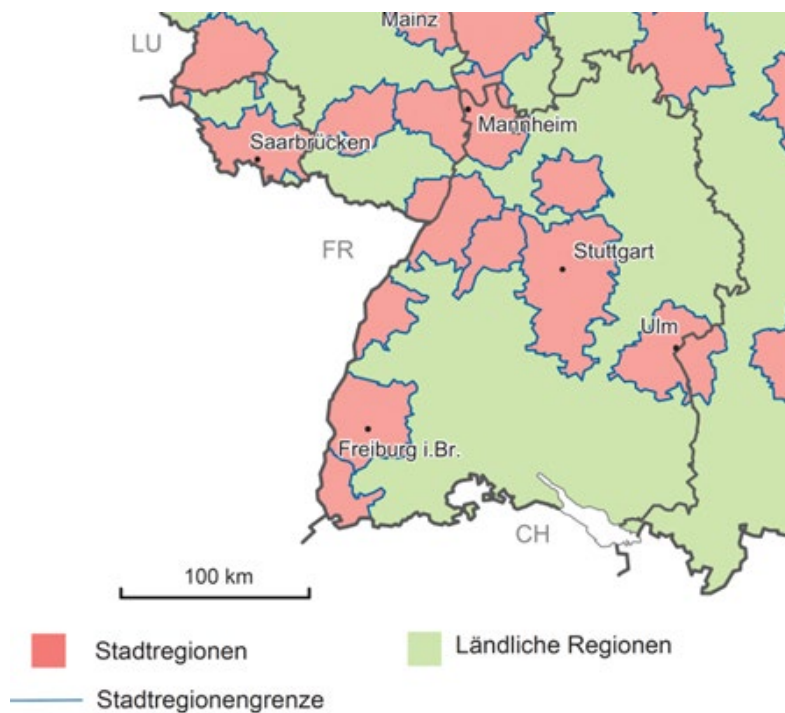 Mainz
LU
Mannheim
Saarbrücken
FR
Stuttgart
Ulm
Freiburg i.Br.
CH
100 km
Stadtregionen
Ländliche Regionen
Stadtregionengrenze